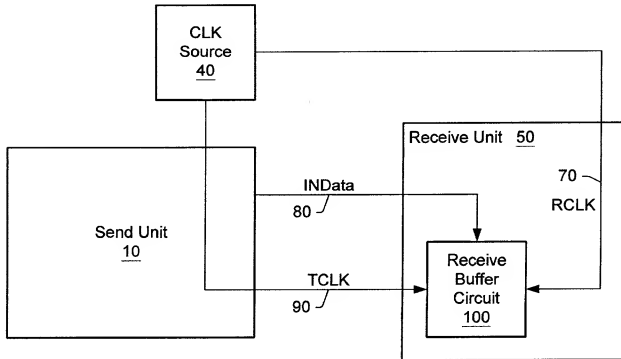 CLK
Source
40
Receive Unit 50
INData
80
70
RCLK
Send Unit
10
TCLK
90
Receive
Buffer
Circuit
100